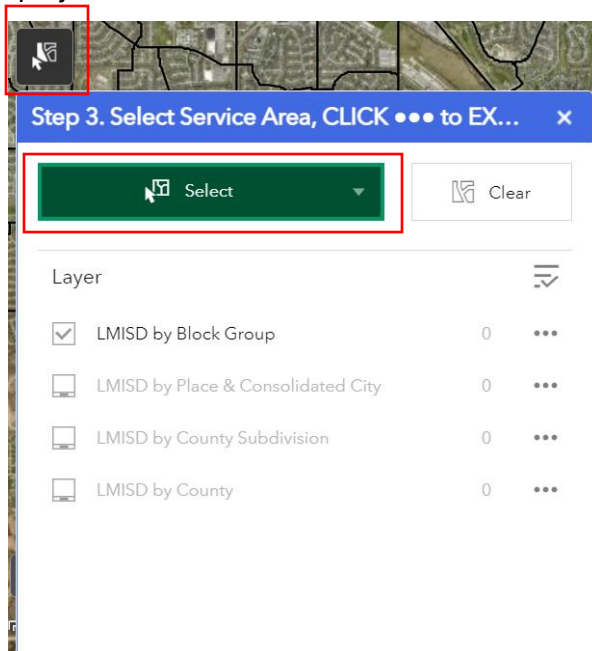 Step 3. Select Service Area, CLICK ●●● to EX... ×
Select
Clear
Layer
LMISD by Block Group 0 •••
LMISD by Place & Consolidated City 0 •••
LMISD by County Subdivision 0 •••
LMISD by County 0 •••